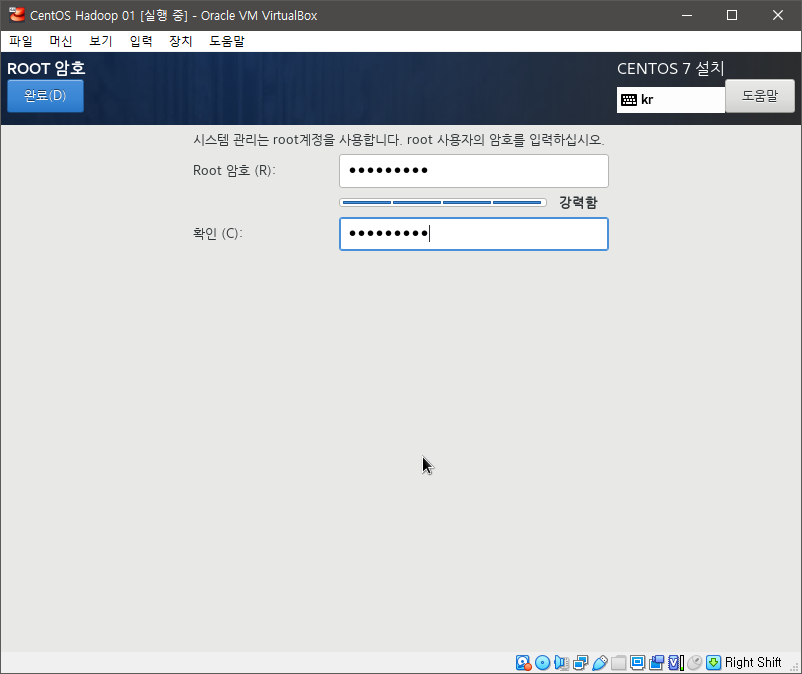 CentOS Hadoop 01 [실행 중] - Oracle VM VirtualBox
파일 머신 보기 입력 장치 도움말
ROOT 암호
CENTOS 7 설치
완료(D)
kr
도움말
시스템 관리는 root계정을 사용합니다. root 사용자의 암호를 입력하십시오.
Root 암호 (R):
●●●●●●●●●
강력함
확인 (C):
●●●●●●●●●
Right Shift